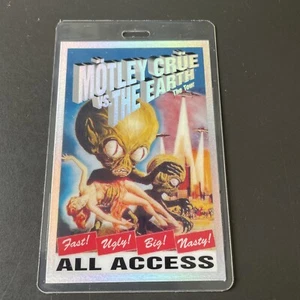 MÖTLEY CRÜE
VS. THE EARTH
The Tour
Fast! Ugly! Big! Nasty!
ALL ACCESS